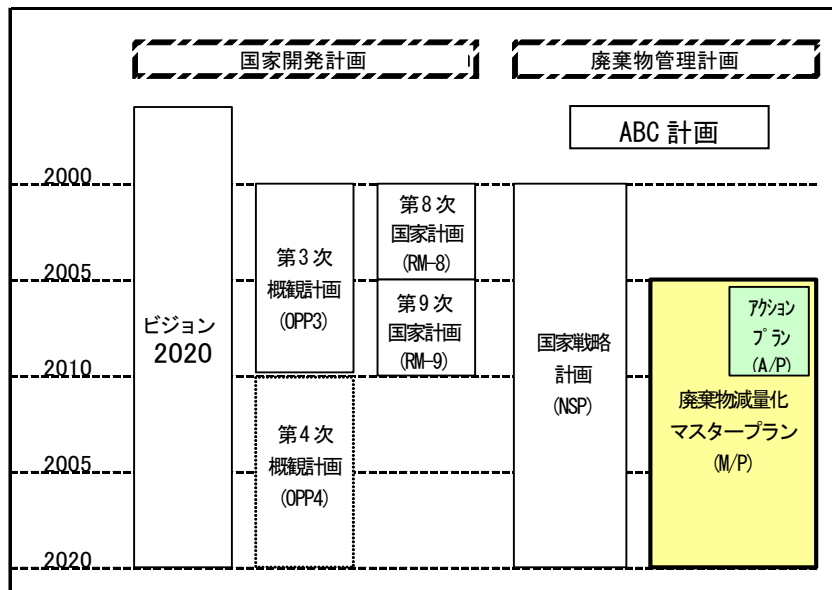 国家開発計画
廃棄物管理計画
ABC 計画
2000
2005
2010
2005
2020
ビジョン
2020
第3次
概観計画
(OPP3)
第4次
概観計画
(OPP4)
第8次
国家計画
(RM-8)
第9次
国家計画
(RM-9)
国家戦略
計画
(NSP)
アクション
プラン
(A/P)
廃棄物減量化
マスタープラン
(M/P)